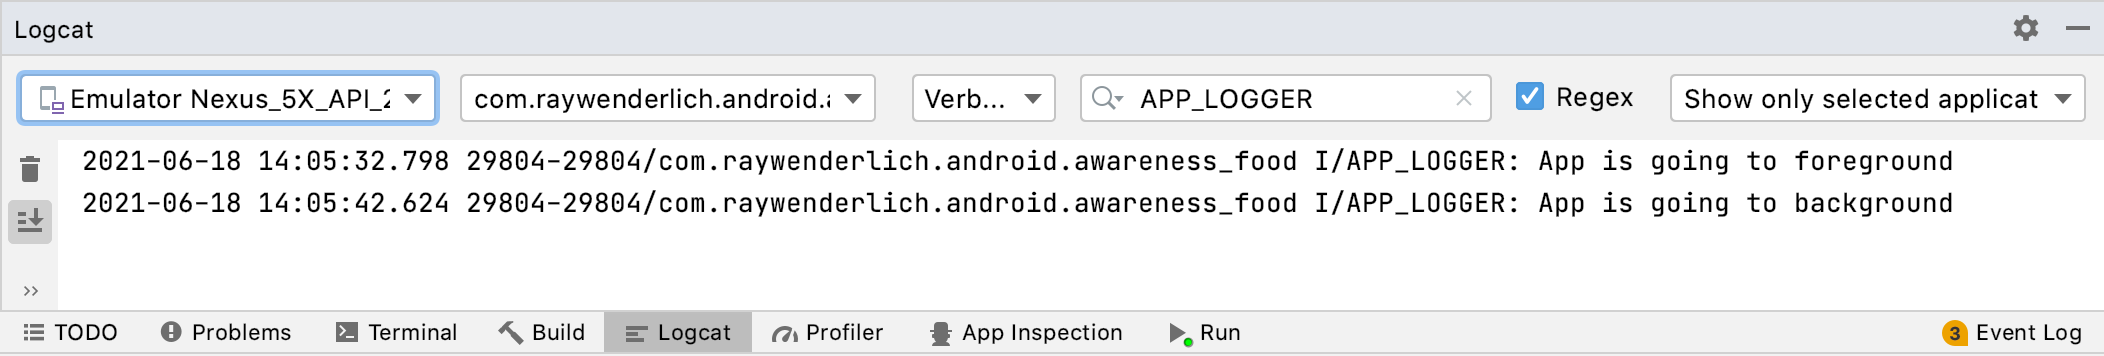 Logcat
Emulator Nexus_5X_API_2 com.raywenderlich.android.a Verb... APP_LOGGER Regex Show only selected applicat
2021-06-18 14:05:32.798 29804-29804/com.raywenderlich.android.awareness_food I/APP_LOGGER: App is going to foreground
2021-06-18 14:05:42.624 29804-29804/com.raywenderlich.android.awareness_food I/APP_LOGGER: App is going to background
TODO Problems Terminal Build Logcat Profiler App Inspection Run 3 Event Log